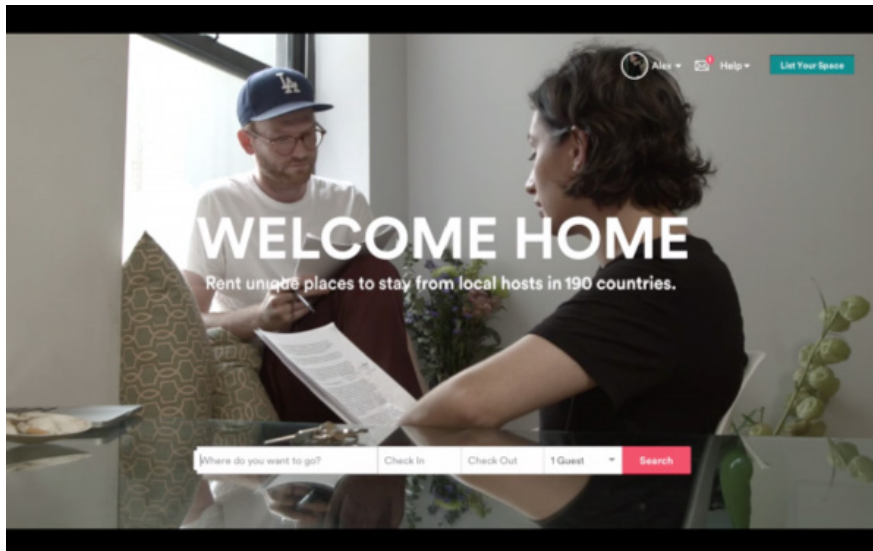 Alex
Help
List Your Space
LA
WELCOME HOME
Rent unique places to stay from local hosts in 190 countries.
Where do you want to go?
Check In
Check Out
1 Guest
Search